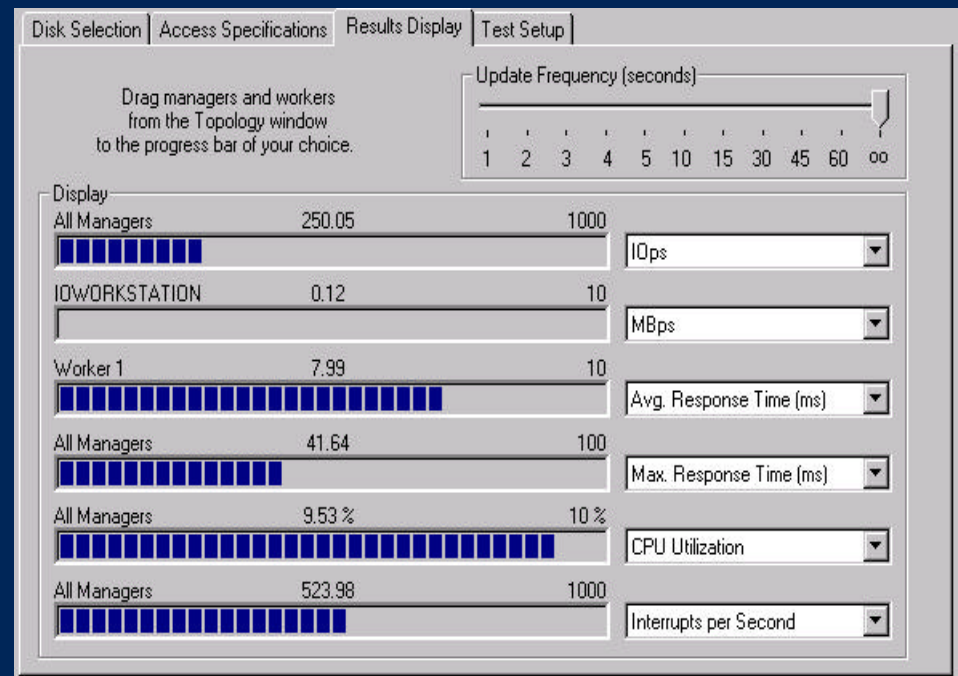 Disk Selection Access Specifications Results Display Test Setup
Drag managers and workers
from the Topology window
to the progress bar of your choice.
Update Frequency (seconds)
1 2 3 4 5 10 15 30 45 60 oo
Display
All Managers 250.05 1000
IOps
IOWORKSTATION 0.12 10
MBps
Worker 1 7.99 10
Avg. Response Time (ms)
All Managers 41.64 100
Max. Response Time (ms)
All Managers 9.53 % 10 %
CPU Utilization
All Managers 523.98 1000
Interrupts per Second